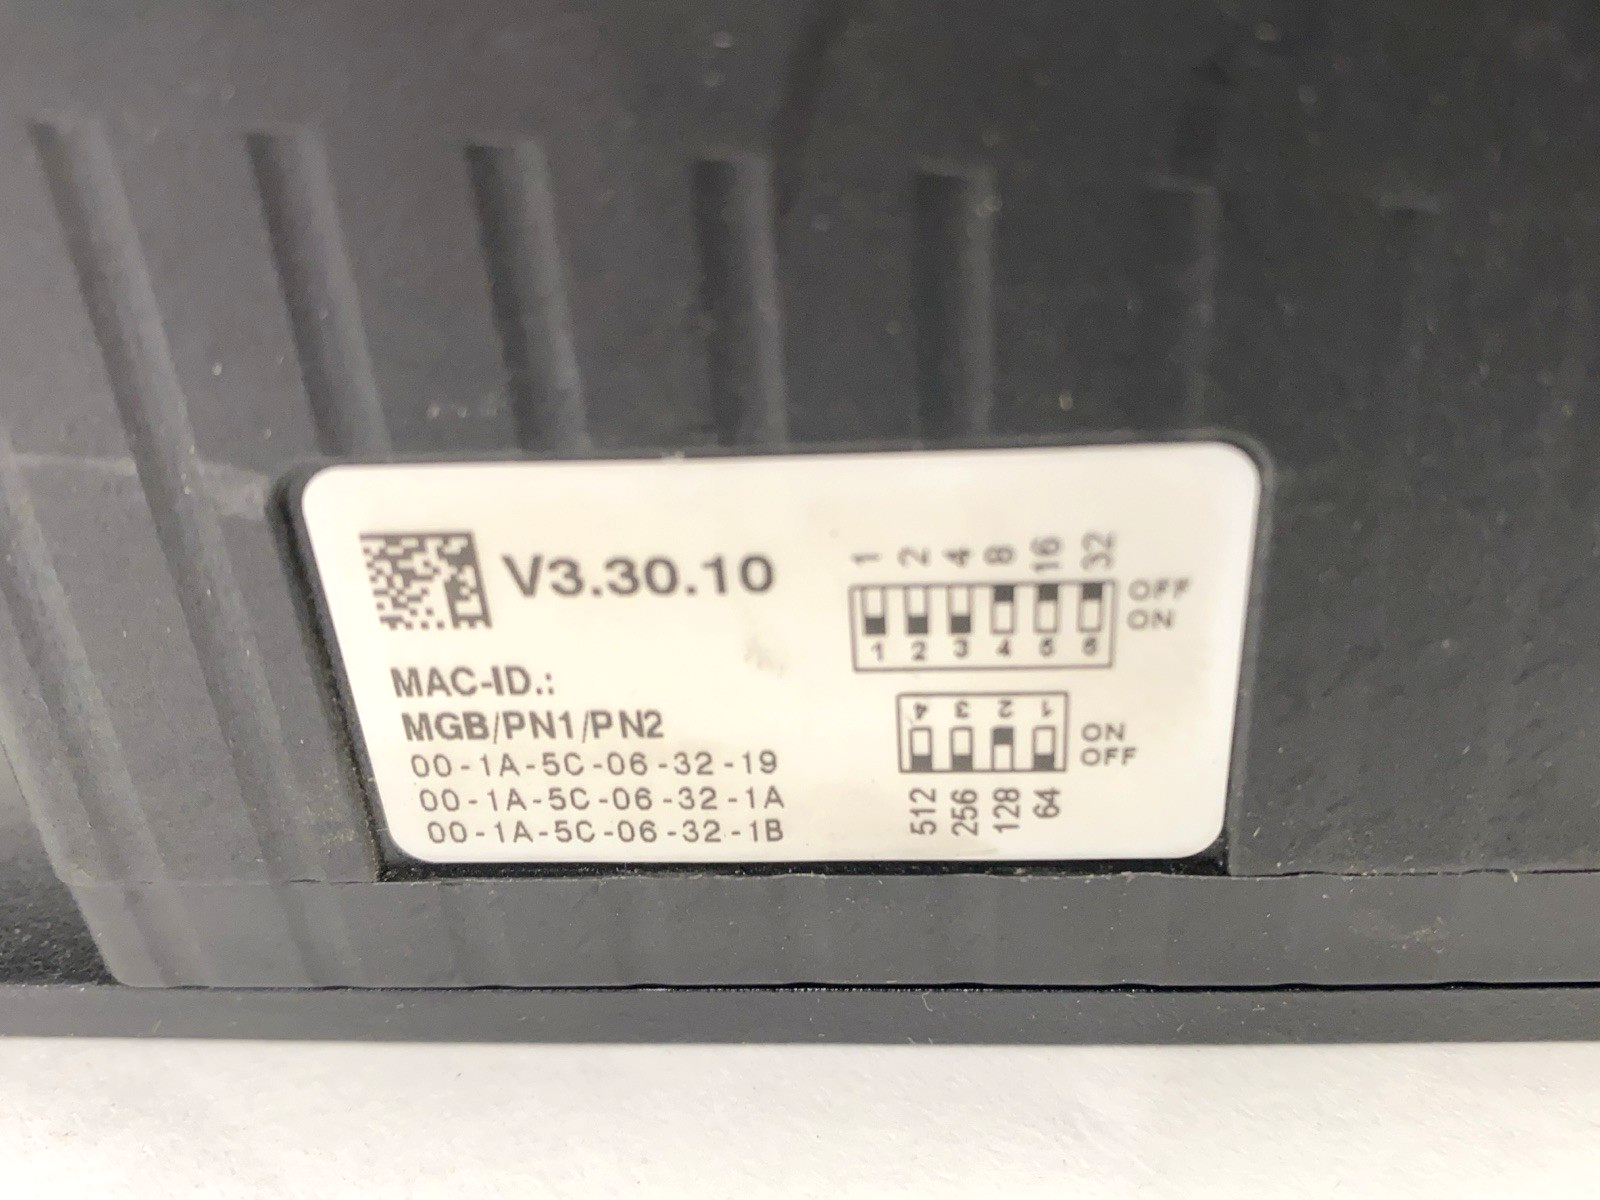 V3.30.10
MAC-ID.:
MGB/PN1/PN2
00-1A-5C-06-32-19
00-1A-5C-06-32-1A
00-1A-5C-06-32-1B
1 2 4 8 16 32
OFF
ON
1 2 3 4 5 6
4 3 2 1
ON
OFF
512 256 128 64